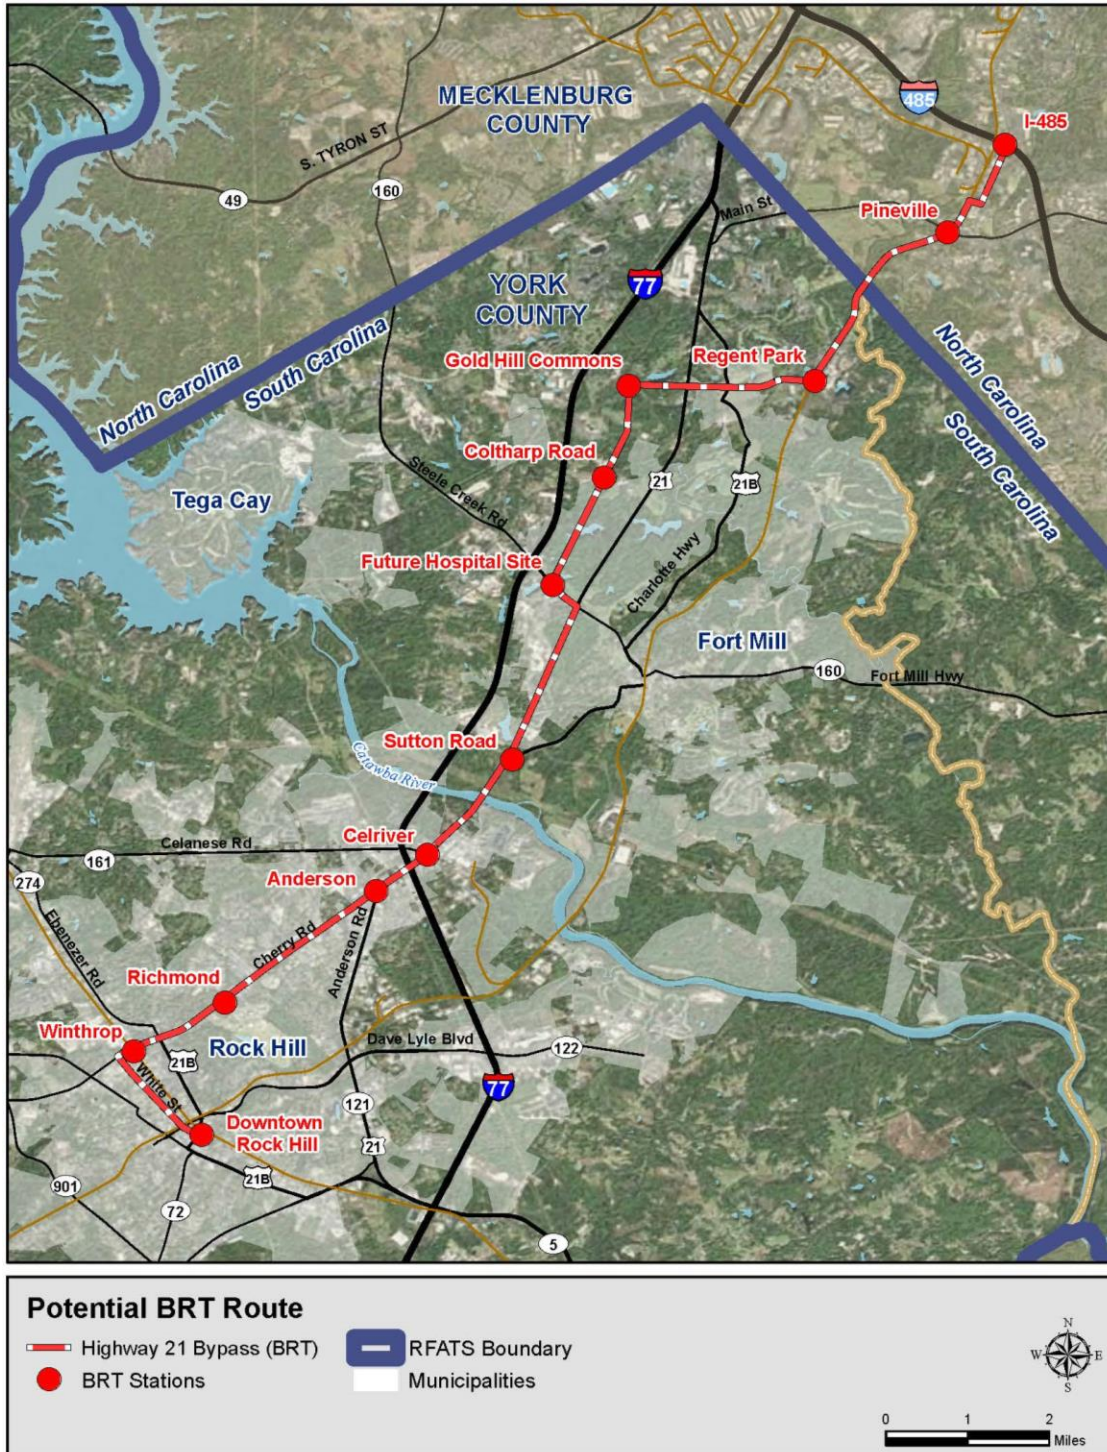 MECKLENBURG
COUNTY
485
I-485
S. TYRON ST
160
49
Pineville
Main St
YORK
COUNTY
77
North Carolina
South Carolina
Gold Hill Commons
Regent Park
North Carolina
South Carolina
Coltharp Road
21
21B
Steele Creek Rd
Tega Cay
Future Hospital Site
Charlotte Hwy
Fort Mill
160
Fort Mill Hwy
Sutton Road
Catawba River
Celanese Rd
161
Celriver
Anderson
274
Ebenezer Rd
Cherry Rd
Anderson Rd
Richmond
Winthrop
Rock Hill
Dave Lyle Blvd
122
21B
White St
77
121
Downtown
Rock Hill
21
21B
901
72
5
Potential BRT Route
Highway 21 Bypass (BRT)
RFATS Boundary
BRT Stations
Municipalities
N
W
E
S
0 1 2
Miles